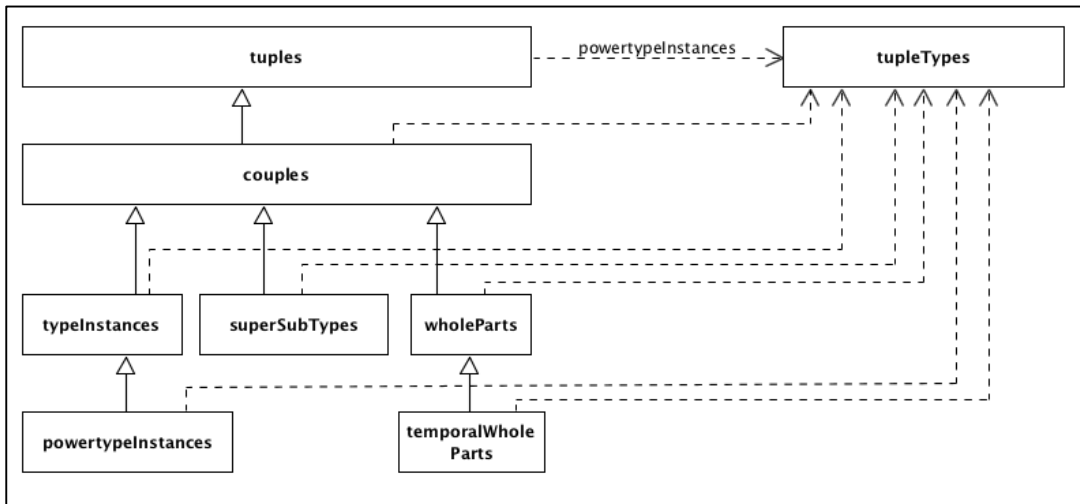 tuples
powertypeInstances
tupleTypes
couples
typeInstances
superSubTypes
wholeParts
powertypeInstances
temporalWhole
Parts